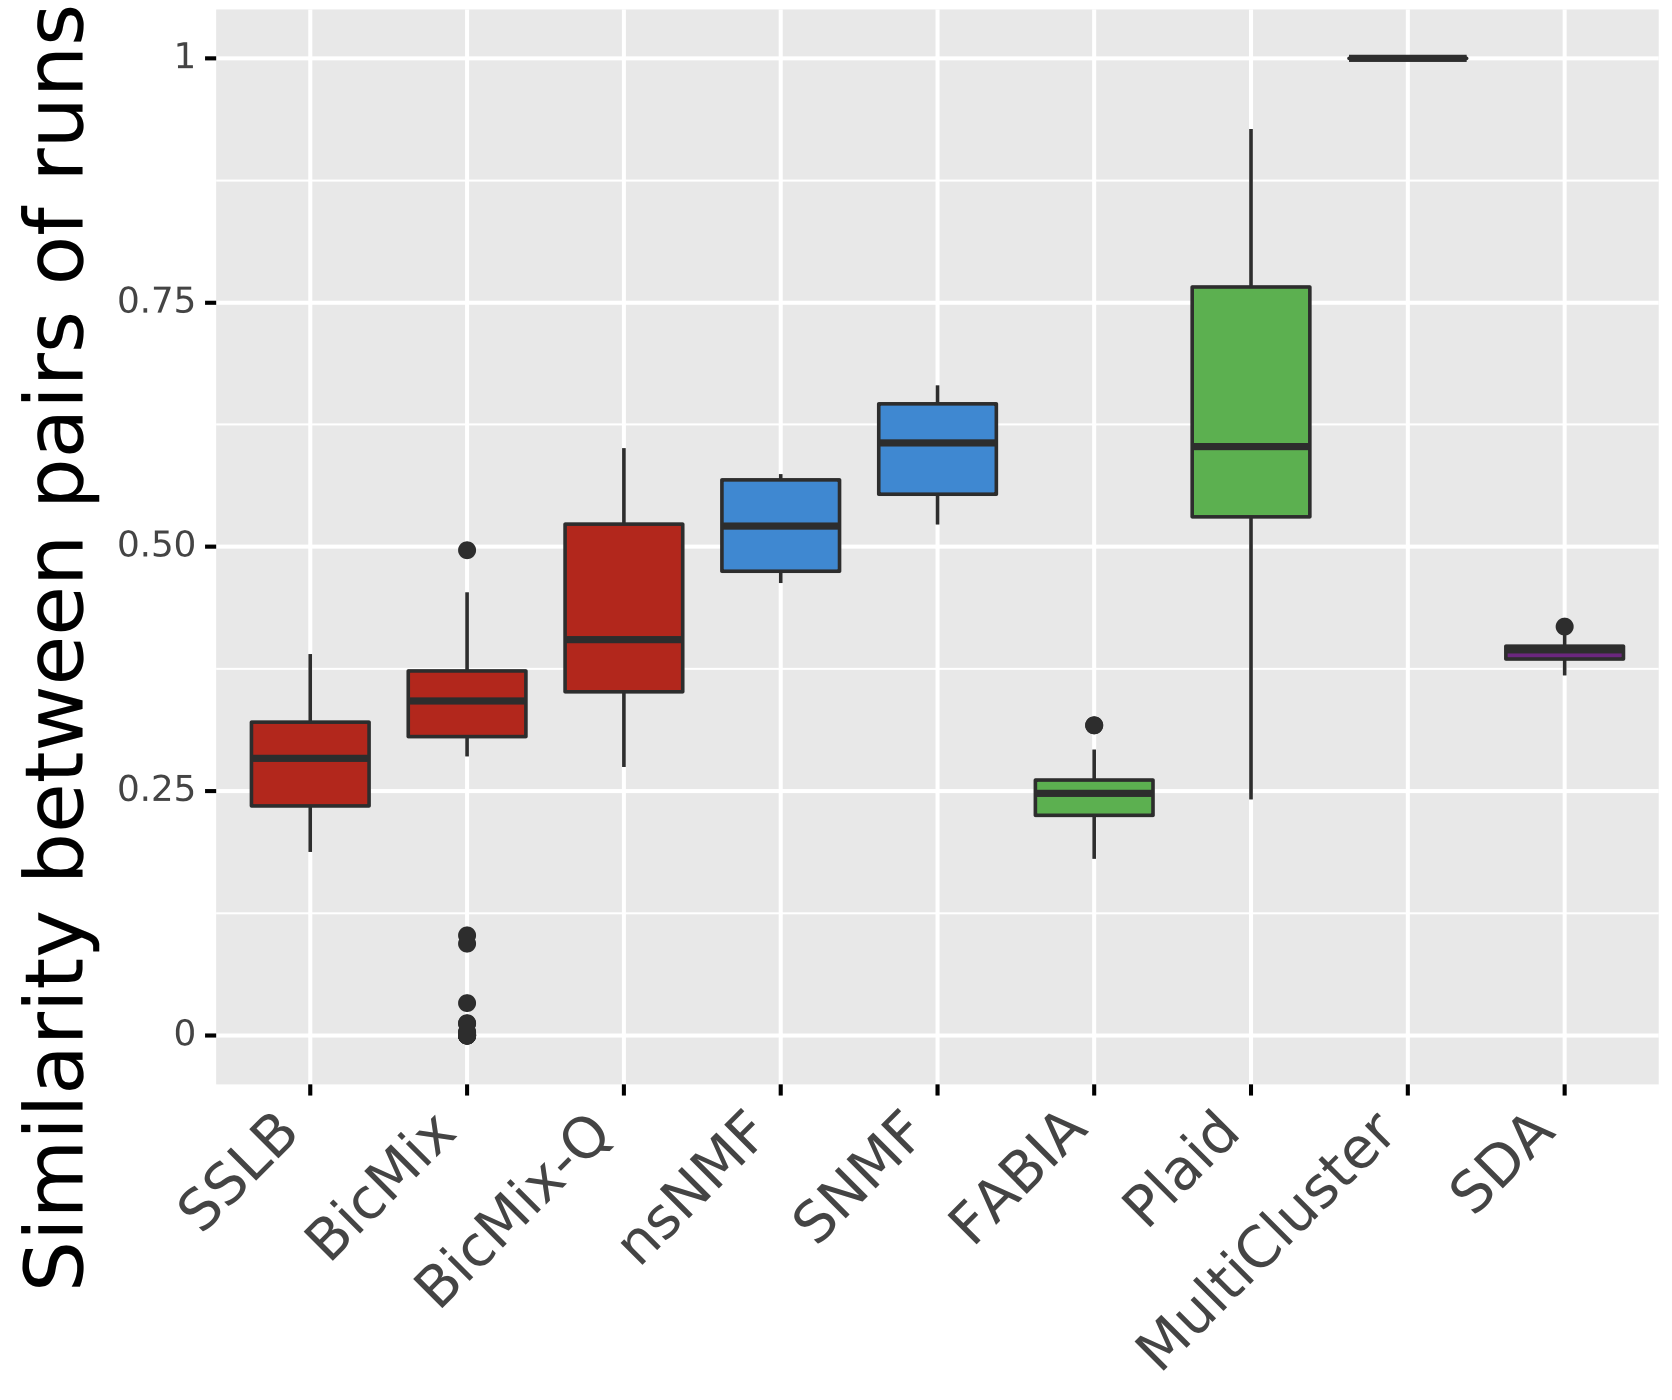 Similarity between pairs of runs
1
0.75
0.50
0.25
0
SSLB
BicMix
BicMix-Q
nsNMF
SNMF
FABIA
Plaid
MultiCluster
SDA